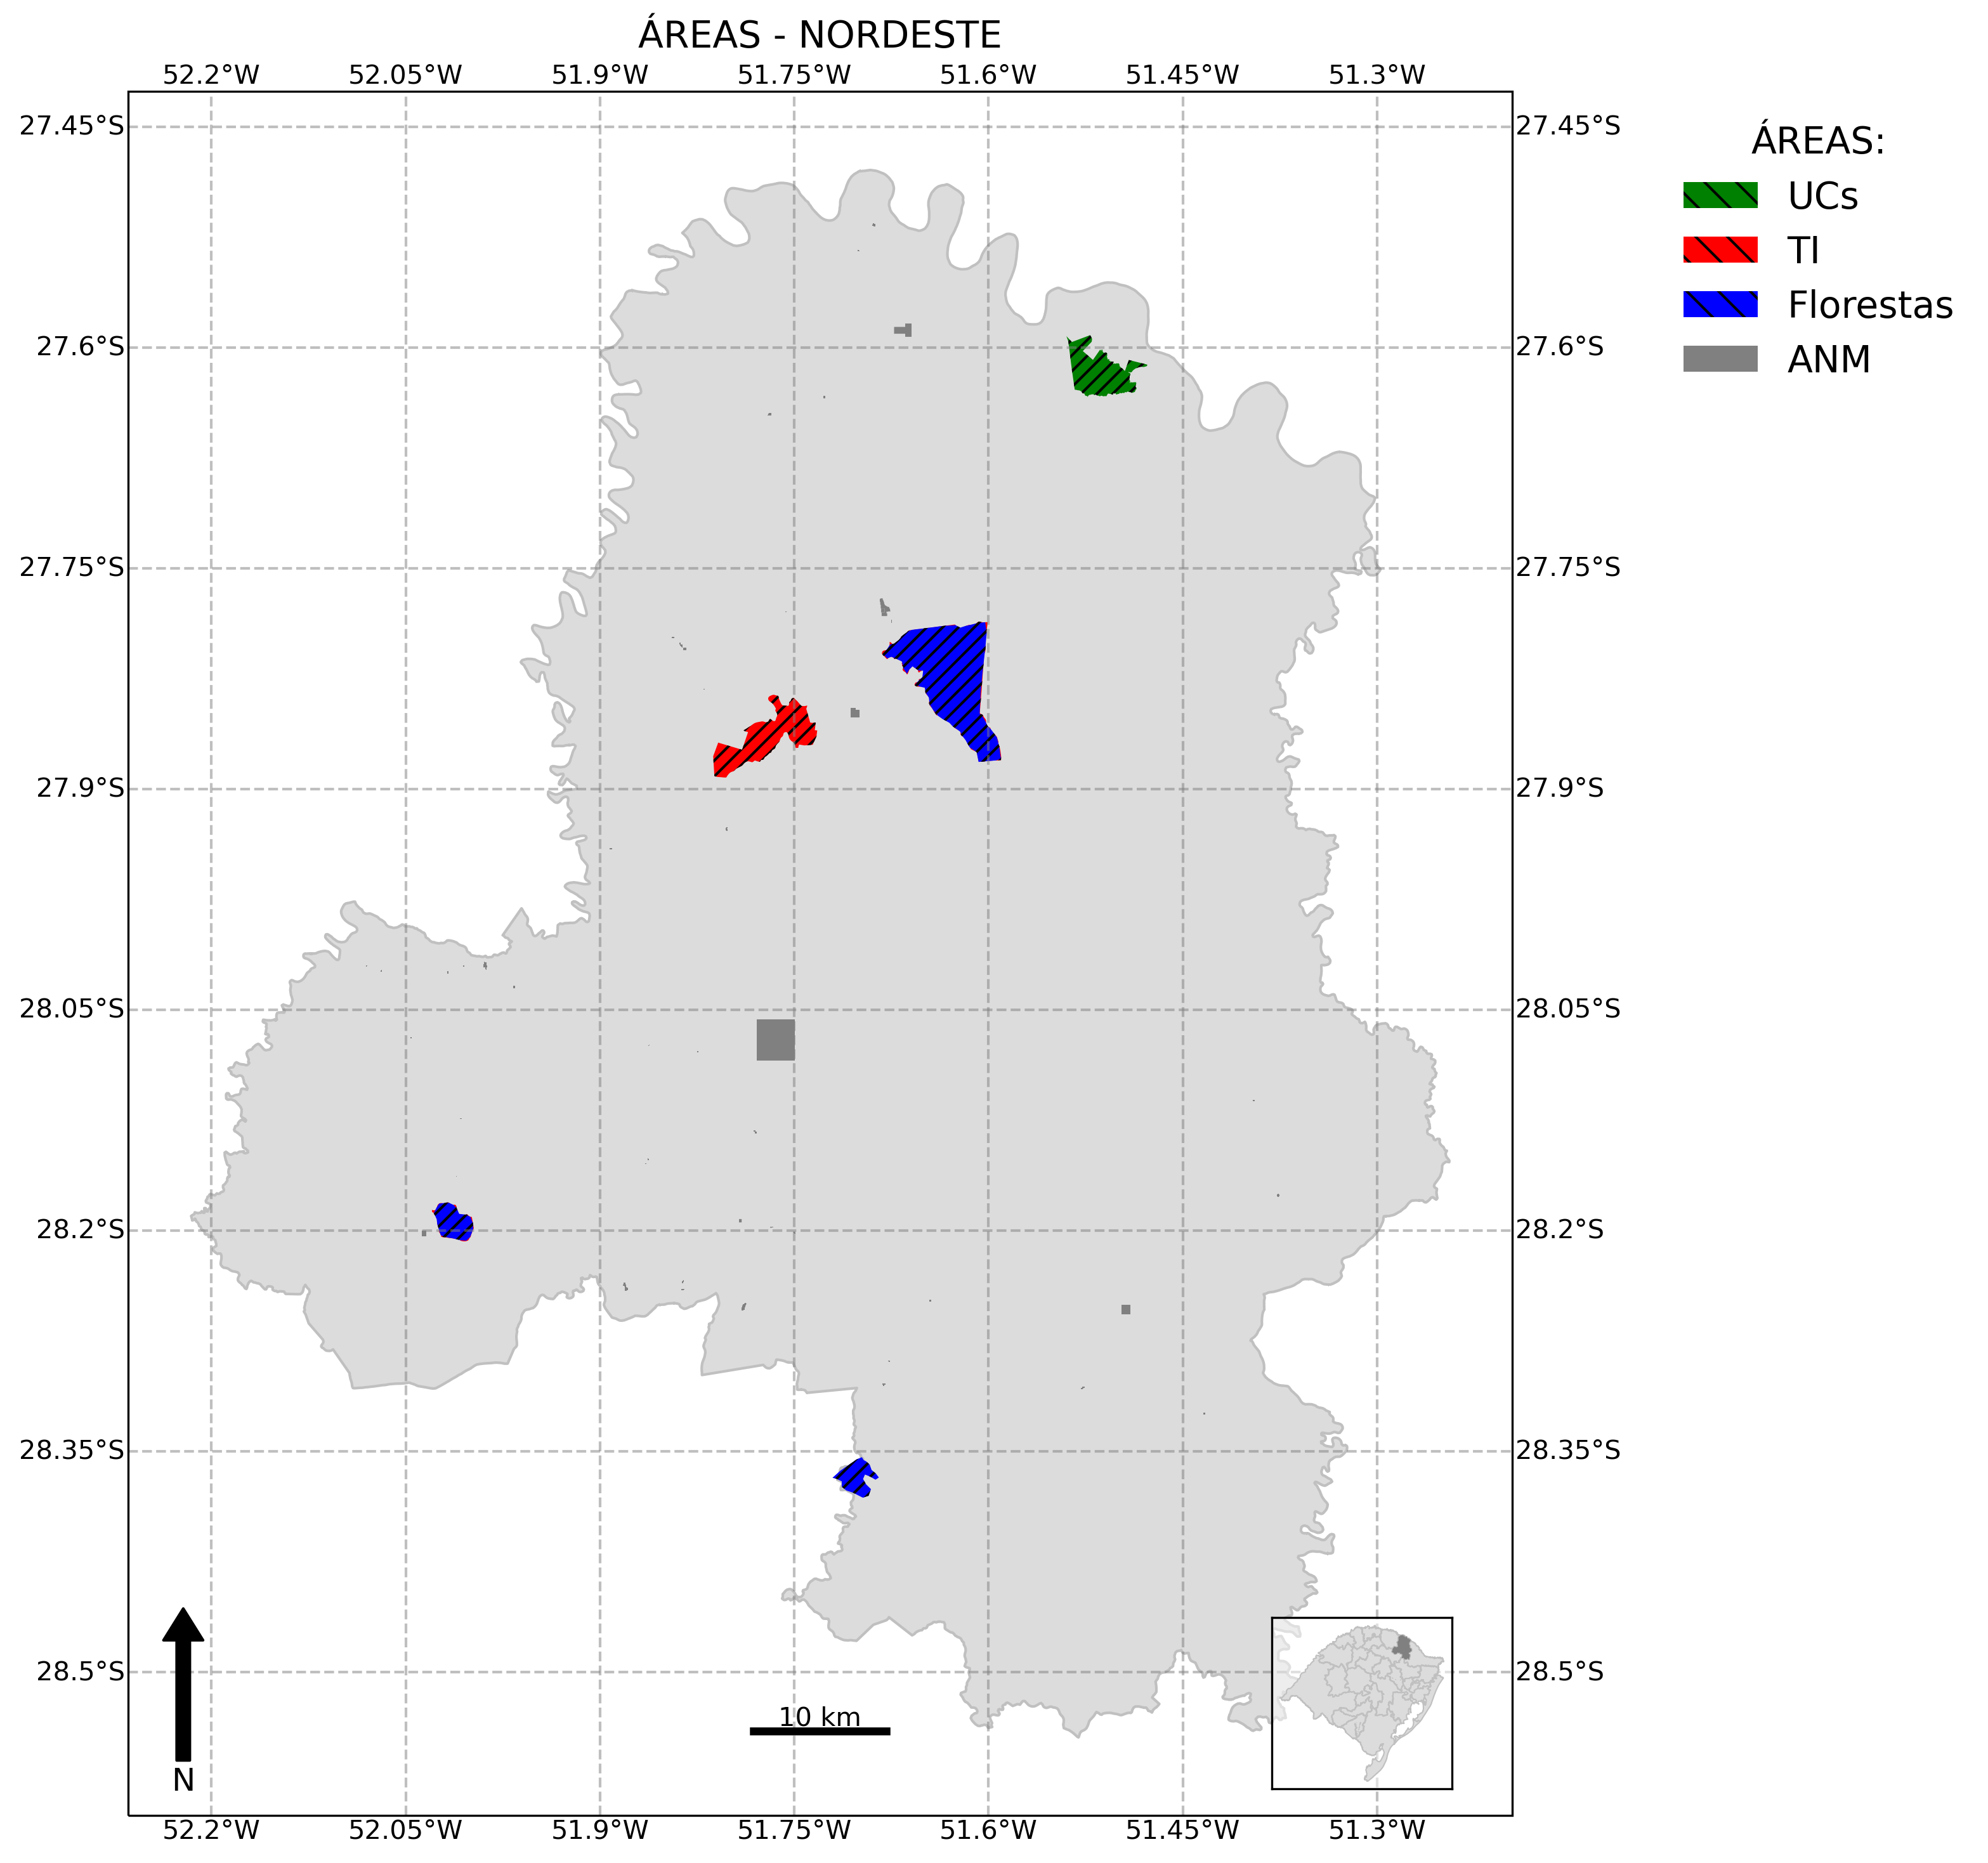 ÁREAS - NORDESTE
52.2°W 52.05°W 51.9°W 51.75°W 51.6°W 51.45°W 51.3°W
27.45°S 27.45°S
ÁREAS:
UCs
TI
Florestas
ANM
27.6°S 27.6°S
27.75°S 27.75°S
27.9°S 27.9°S
28.05°S 28.05°S
28.2°S 28.2°S
28.35°S 28.35°S
28.5°S 28.5°S
10 km
N
52.2°W 52.05°W 51.9°W 51.75°W 51.6°W 51.45°W 51.3°W